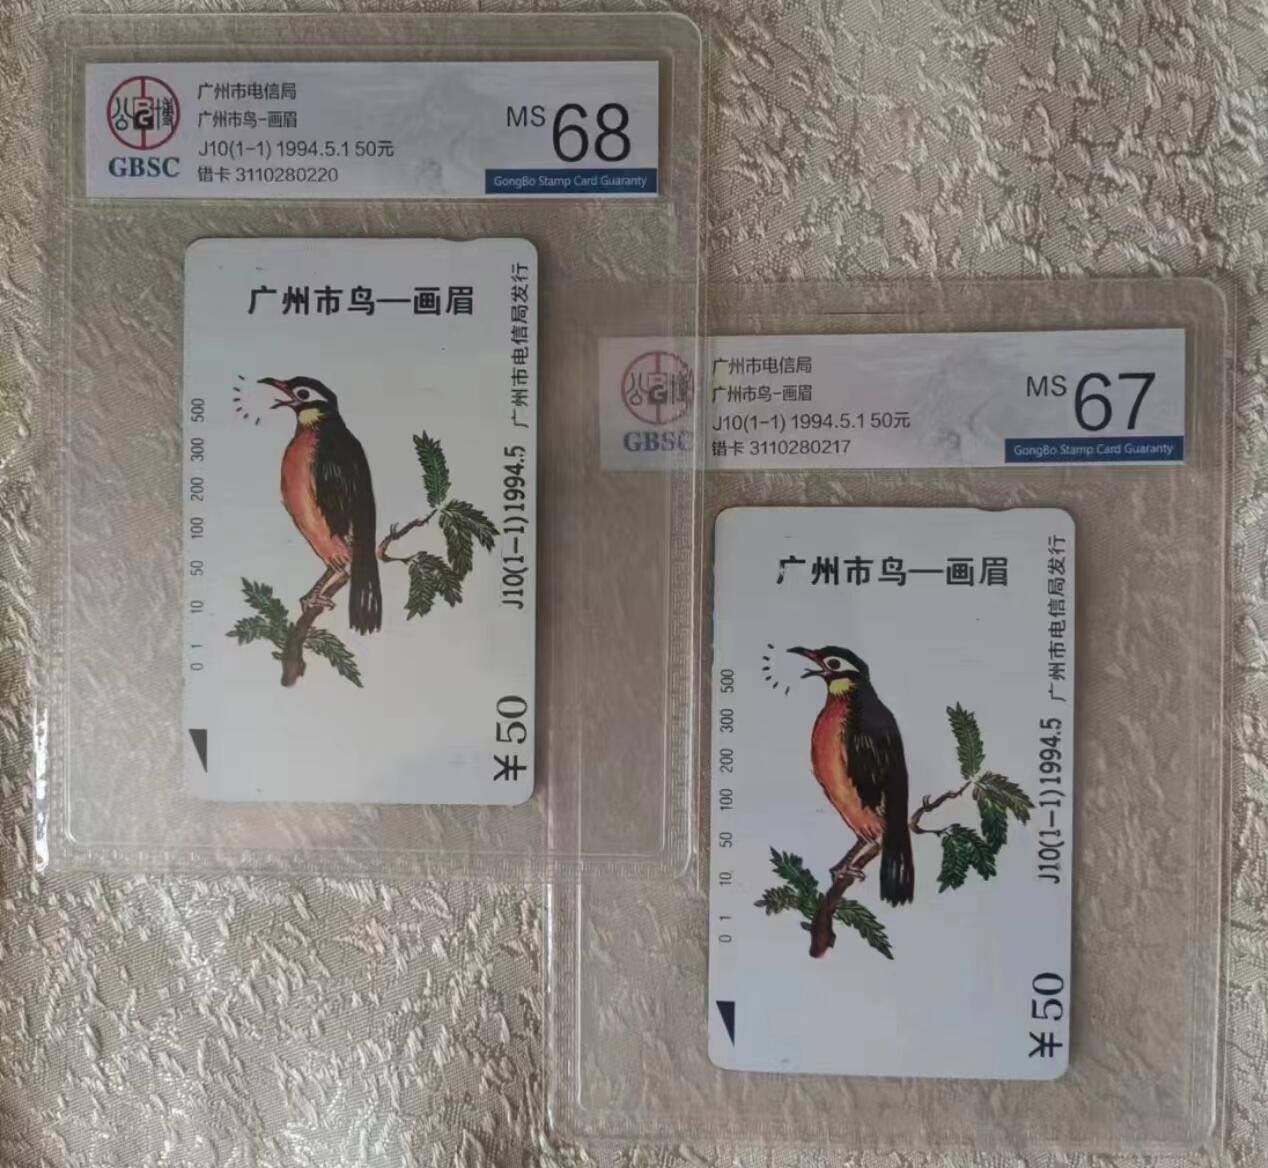 广州市电信局
广州市鸟-画眉
J10(1-1) 1994.5.1 50元
错卡 3110280220
公 博
GBSC
MS 68
GongBo Stamp Card Guaranty
广州市鸟—画眉
广州市电信局发行
J10(1-1)1994.5
500
300
200
100
50
10
1
0
¥50
广州市电信局
广州市鸟-画眉
J10(1-1) 1994.5.1 50元
错卡 3110280217
公 博
GBSC
MS 67
GongBo Stamp Card Guaranty
广州市鸟—画眉
广州市电信局发行
J10(1-1)1994.5
500
300
200
100
50
10
1
0
¥50